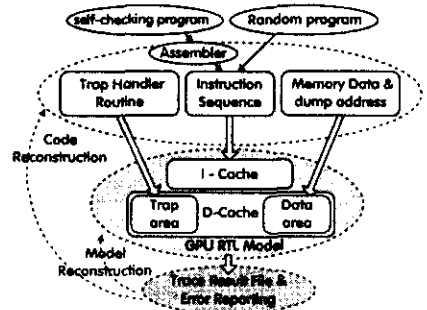 self-checking program
Random program
Assembler
Trap Handler
Routine
Instruction
Sequence
Memory Data &
dump address
Code
Reconstruction
I - Cache
Trap
area
D-Cache
Data
area
GPU RTL Model
Model
Reconstruction
Trace Result File &
Error Reporting